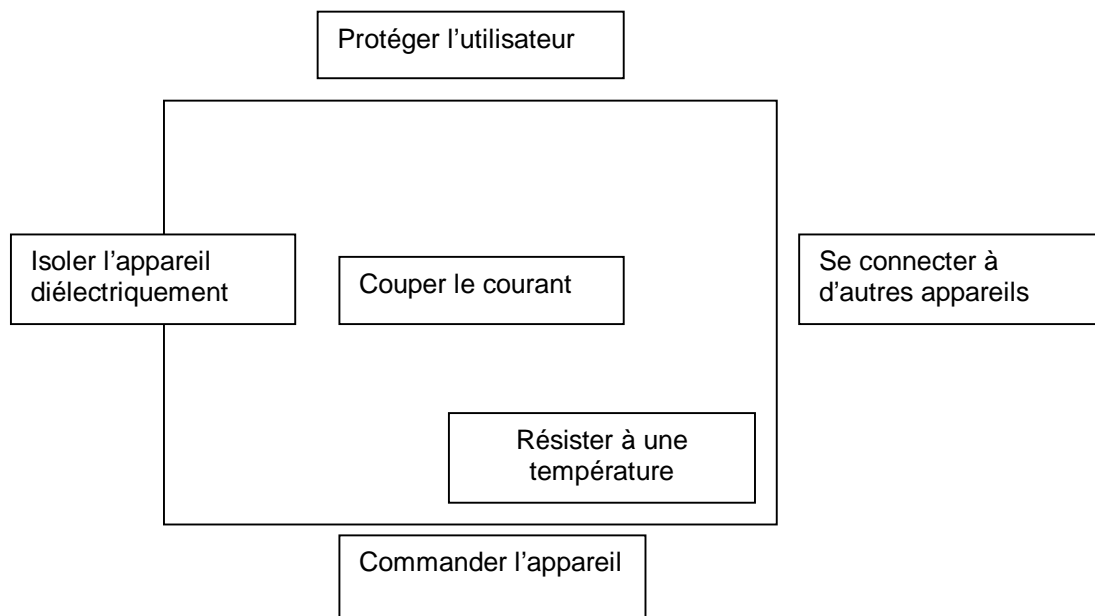 Protéger l’utilisateur
Isoler l’appareil
diélectriquement
Couper le courant
Se connecter à
d’autres appareils
Résister à une
température
Commander l’appareil